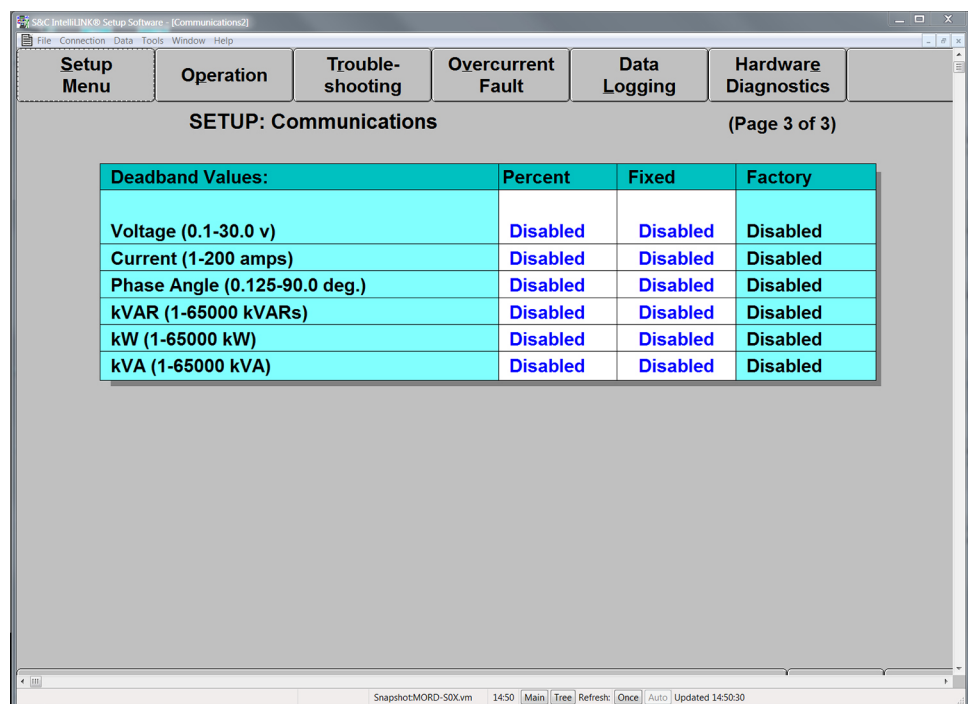 S&C IntelliLINK® Setup Software - [Communications2]
File Connection Data Tools Window Help
Setup Menu
Operation
Trouble-shooting
Overcurrent Fault
Data Logging
Hardware Diagnostics
SETUP: Communications (Page 3 of 3)
Deadband Values: Percent Fixed Factory
Voltage (0.1-30.0 v) Disabled Disabled Disabled
Current (1-200 amps) Disabled Disabled Disabled
Phase Angle (0.125-90.0 deg.) Disabled Disabled Disabled
kVAR (1-65000 kVARs) Disabled Disabled Disabled
kW (1-65000 kW) Disabled Disabled Disabled
kVA (1-65000 kVA) Disabled Disabled Disabled
Snapshot:MORD-S0X.vm 14:50 Main Tree Refresh: Once Auto Updated 14:50:30